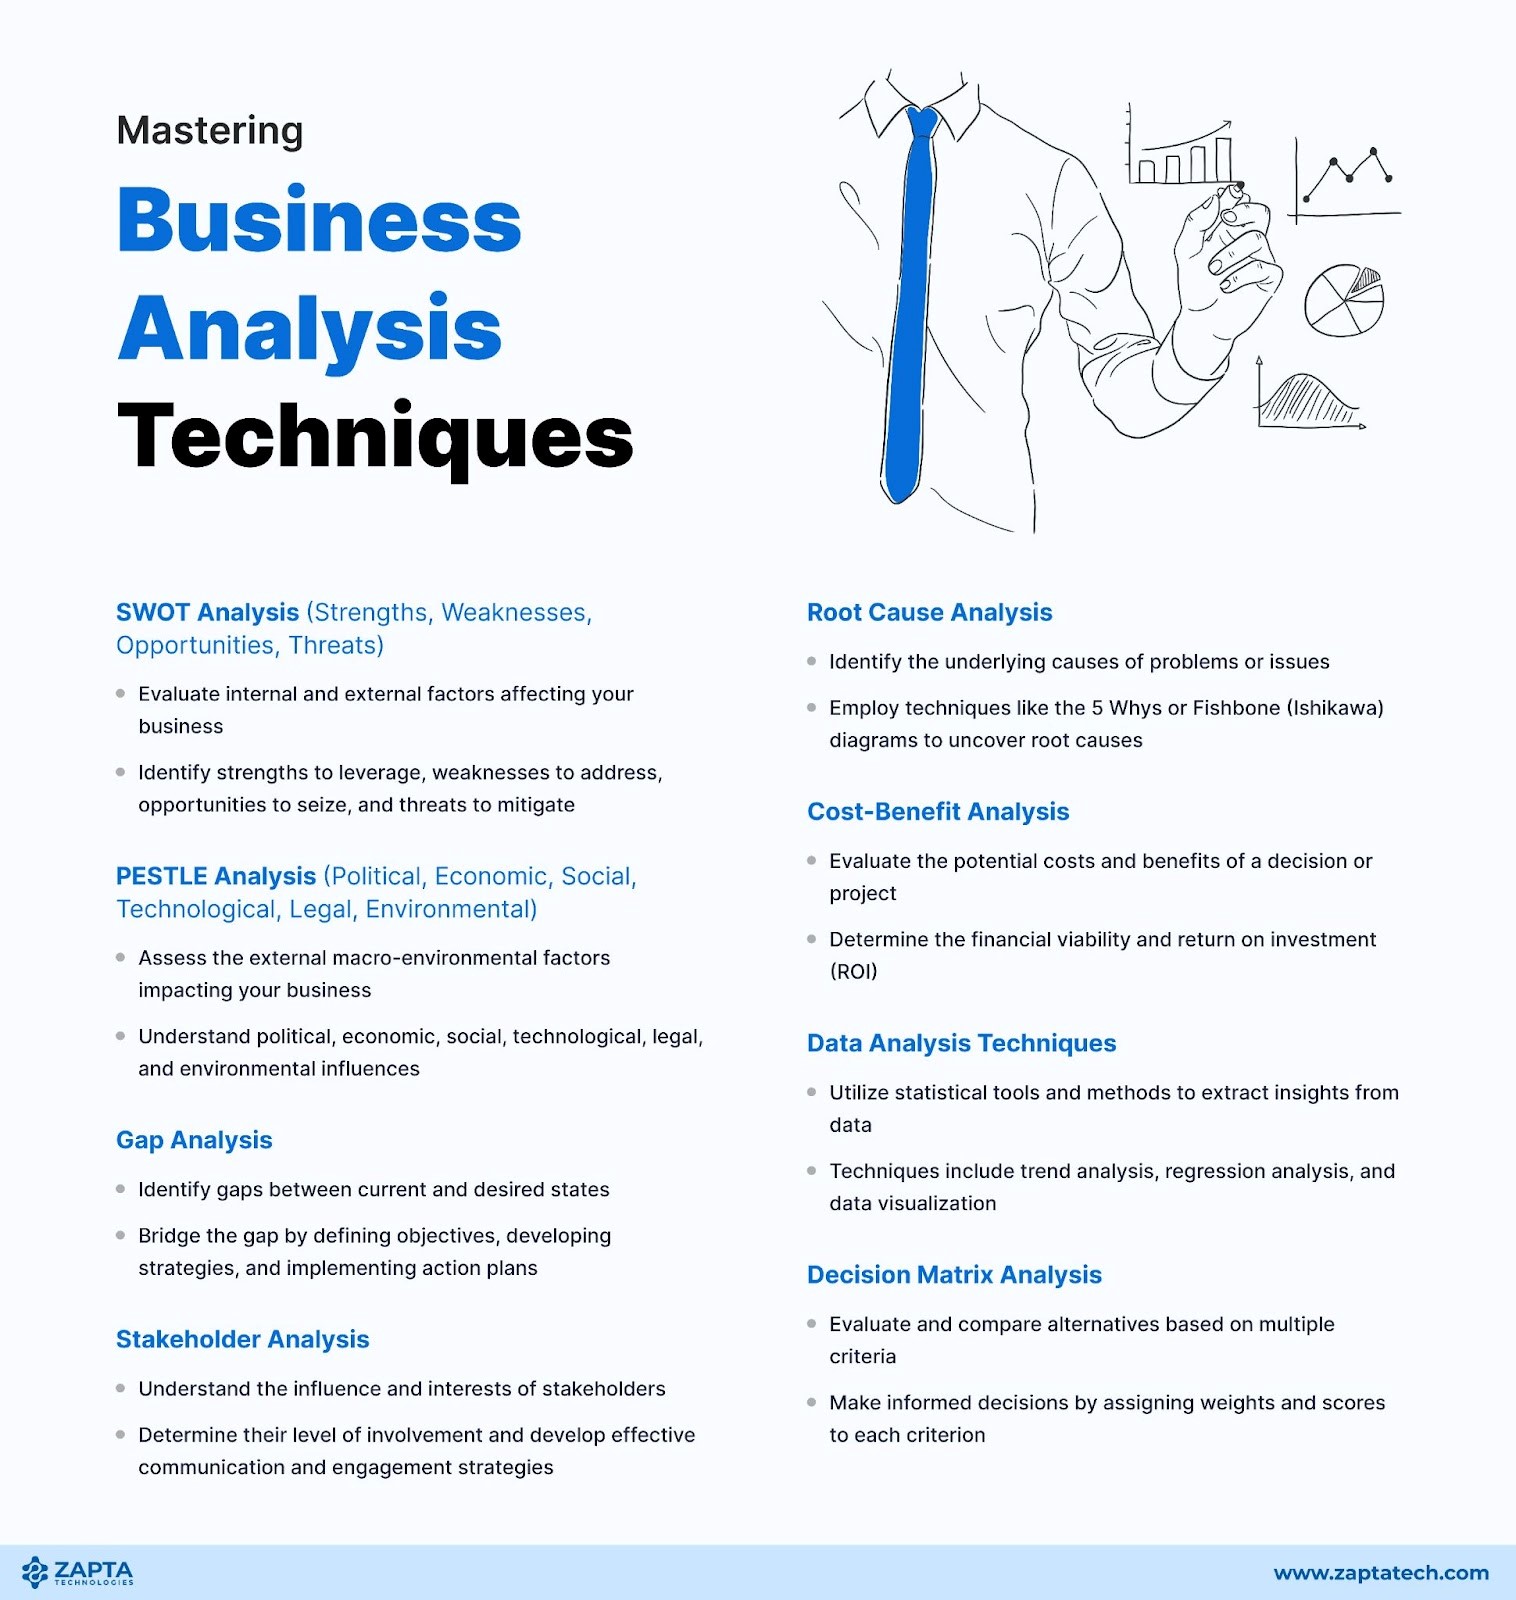 Mastering
Business
Analysis
Techniques
SWOT Analysis (Strengths, Weaknesses,
Opportunities, Threats)
Evaluate internal and external factors affecting your
business
Identify strengths to leverage, weaknesses to address,
opportunities to seize, and threats to mitigate
PESTLE Analysis (Political, Economic, Social,
Technological, Legal, Environmental)
Assess the external macro-environmental factors
impacting your business
Understand political, economic, social, technological, legal,
and environmental influences
Gap Analysis
Identify gaps between current and desired states
Bridge the gap by defining objectives, developing
strategies, and implementing action plans
Stakeholder Analysis
Understand the influence and interests of stakeholders
Determine their level of involvement and develop effective
communication and engagement strategies
Root Cause Analysis
Identify the underlying causes of problems or issues
Employ techniques like the 5 Whys or Fishbone (Ishikawa)
diagrams to uncover root causes
Cost-Benefit Analysis
Evaluate the potential costs and benefits of a decision or
project
Determine the financial viability and return on investment
(ROI)
Data Analysis Techniques
Utilize statistical tools and methods to extract insights from
data
Techniques include trend analysis, regression analysis, and
data visualization
Decision Matrix Analysis
Evaluate and compare alternatives based on multiple
criteria
Make informed decisions by assigning weights and scores
to each criterion
ZAPTA
TECHNOLOGIES
www.zaptatech.com